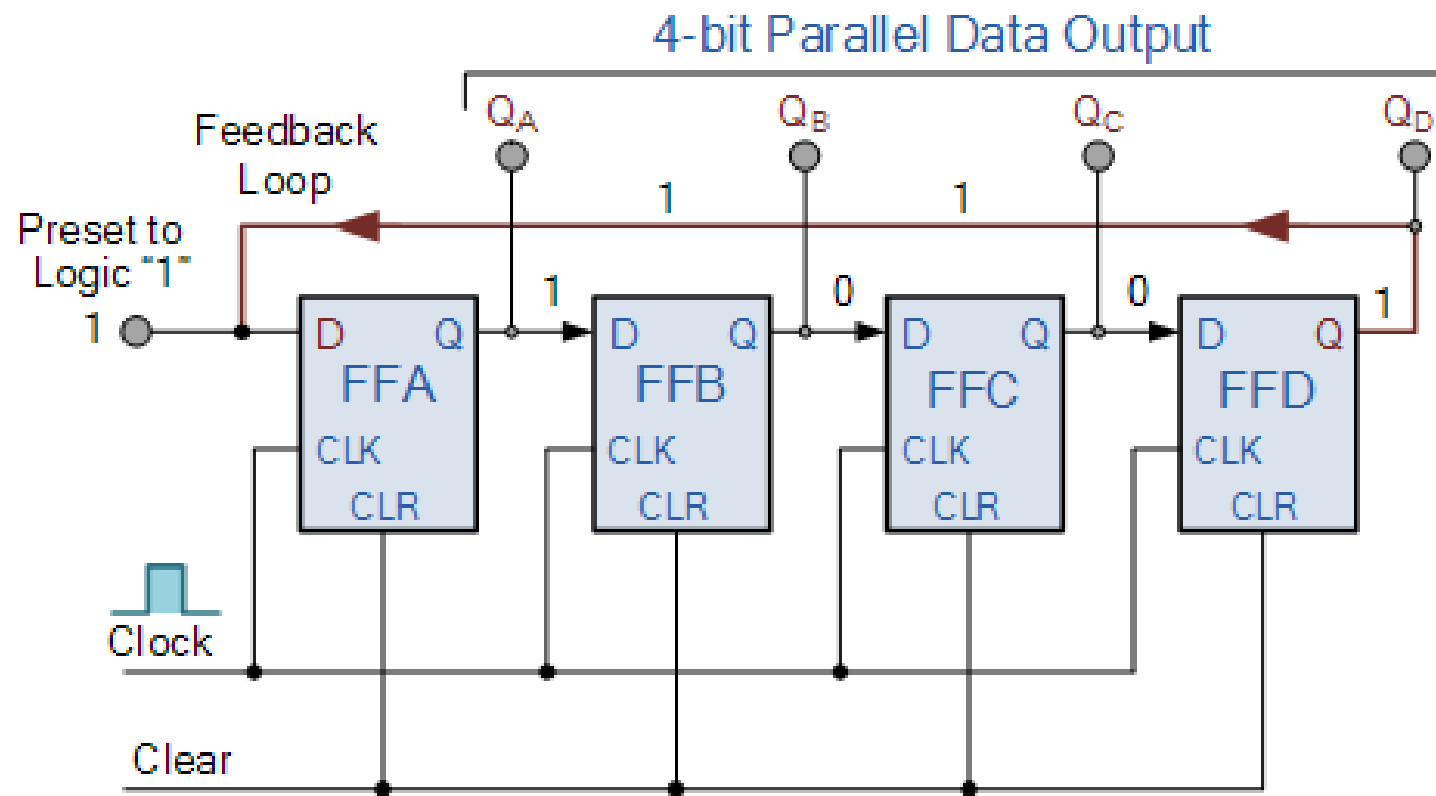 4-bit Parallel Data Output
QA QB QC QD
Feedback
Loop
1 1
Preset to
Logic "1"
1
1 0 0 1
D Q D Q D Q D Q
FFA FFB FFC FFD
CLK CLK CLK CLK
CLR CLR CLR CLR
Clock
Clear